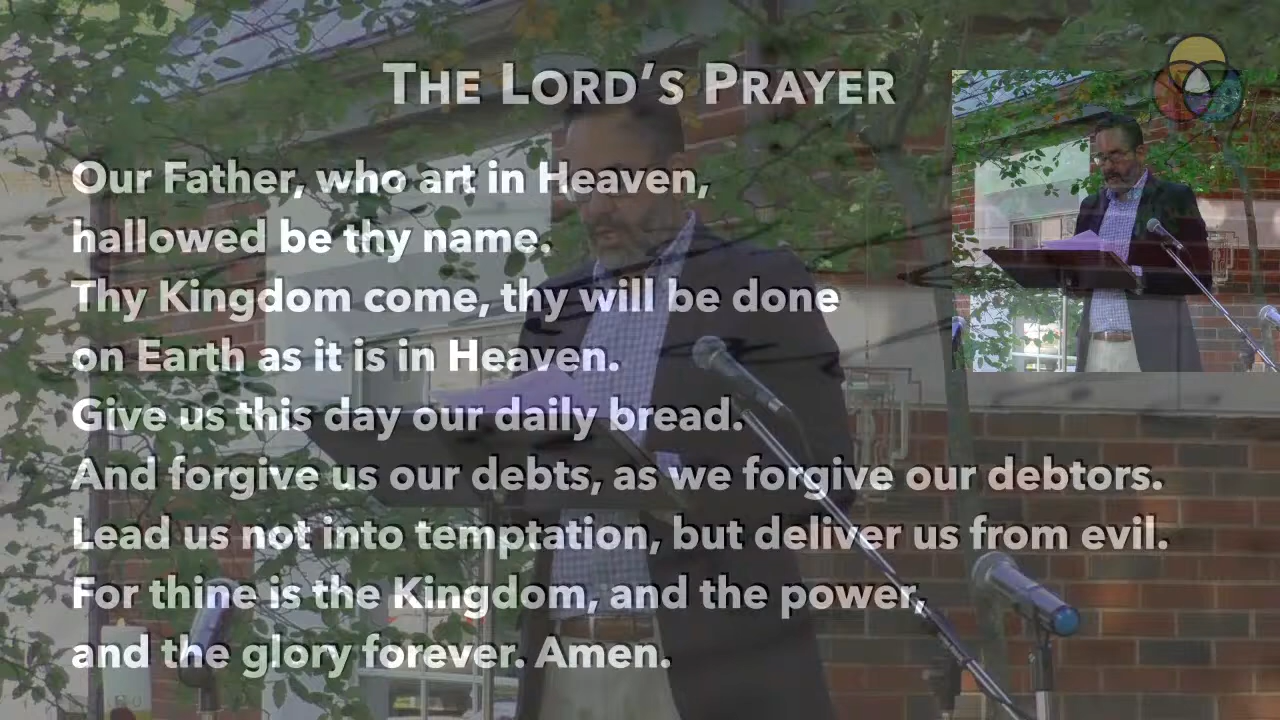 THE LORD'S PRAYER
Our Father, who art in Heaven,
hallowed be thy name.
Thy Kingdom come, thy will be done
on Earth as it is in Heaven.
Give us this day our daily bread.
And forgive us our debts, as we forgive our debtors.
Lead us not into temptation, but deliver us from evil.
For thine is the Kingdom, and the power,
and the glory forever. Amen.